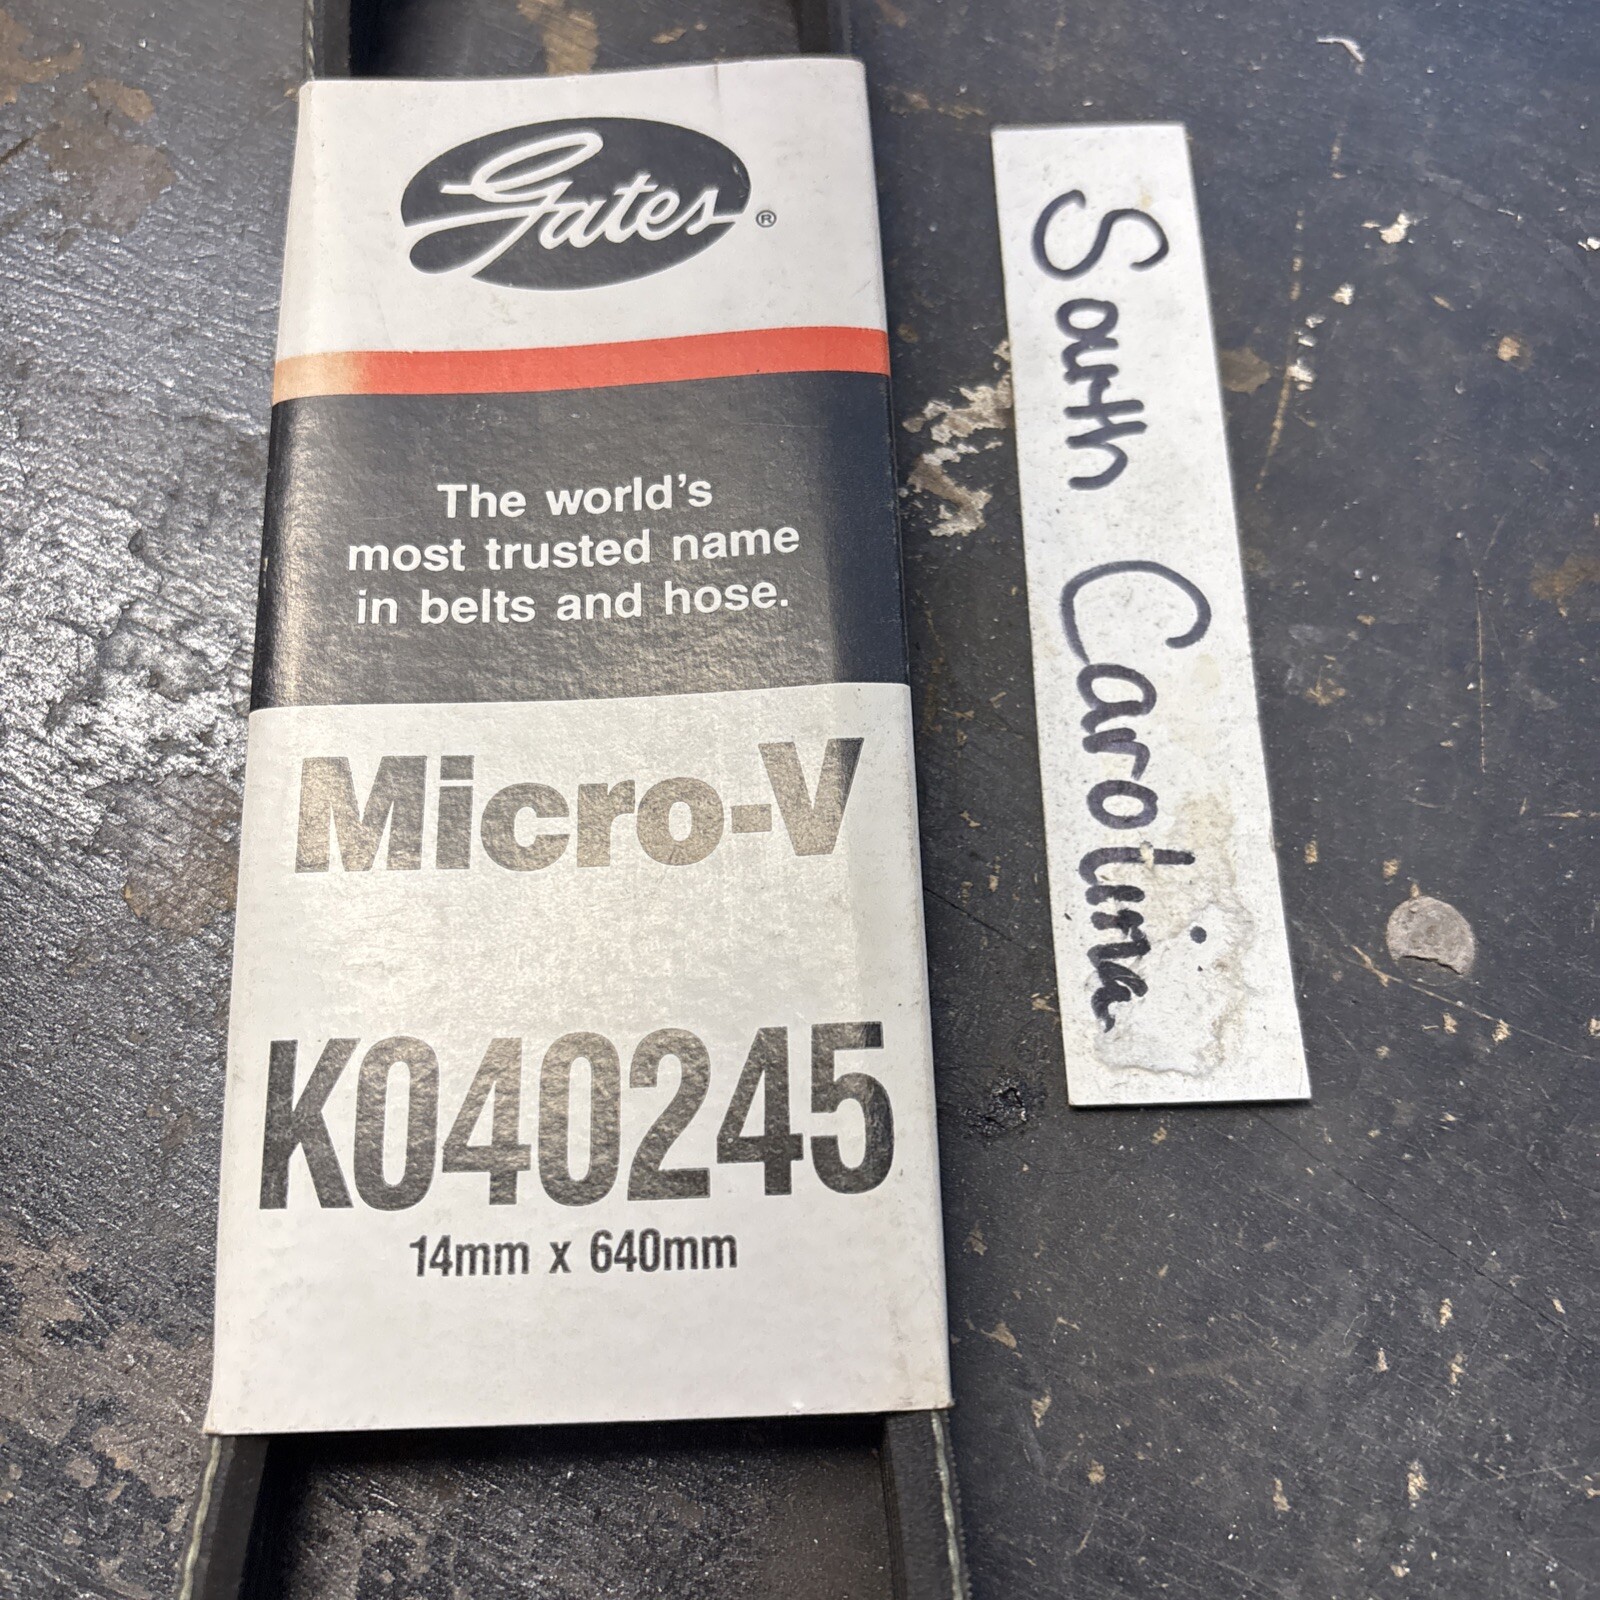 Gates®
The world's
most trusted name
in belts and hose.
Micro-V
K040245
14mm x 640mm
South Carolina